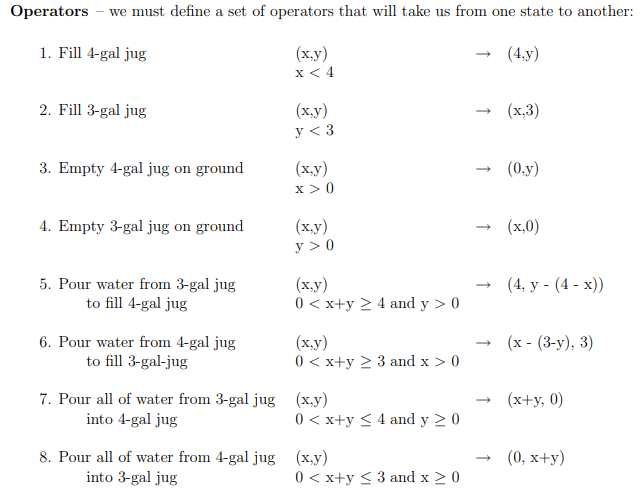 Operators – we must define a set of operators that will take us from one state to another:
1. Fill 4-gal jug (x,y) → (4,y)
x < 4
2. Fill 3-gal jug (x,y) → (x,3)
y < 3
3. Empty 4-gal jug on ground (x,y) → (0,y)
x > 0
4. Empty 3-gal jug on ground (x,y) → (x,0)
y > 0
5. Pour water from 3-gal jug (x,y) → (4, y - (4 - x))
to fill 4-gal jug 0 < x+y ≥ 4 and y > 0
6. Pour water from 4-gal jug (x,y) → (x - (3-y), 3)
to fill 3-gal-jug 0 < x+y ≥ 3 and x > 0
7. Pour all of water from 3-gal jug (x,y) → (x+y, 0)
into 4-gal jug 0 < x+y ≤ 4 and y ≥ 0
8. Pour all of water from 4-gal jug (x,y) → (0, x+y)
into 3-gal jug 0 < x+y ≤ 3 and x ≥ 0